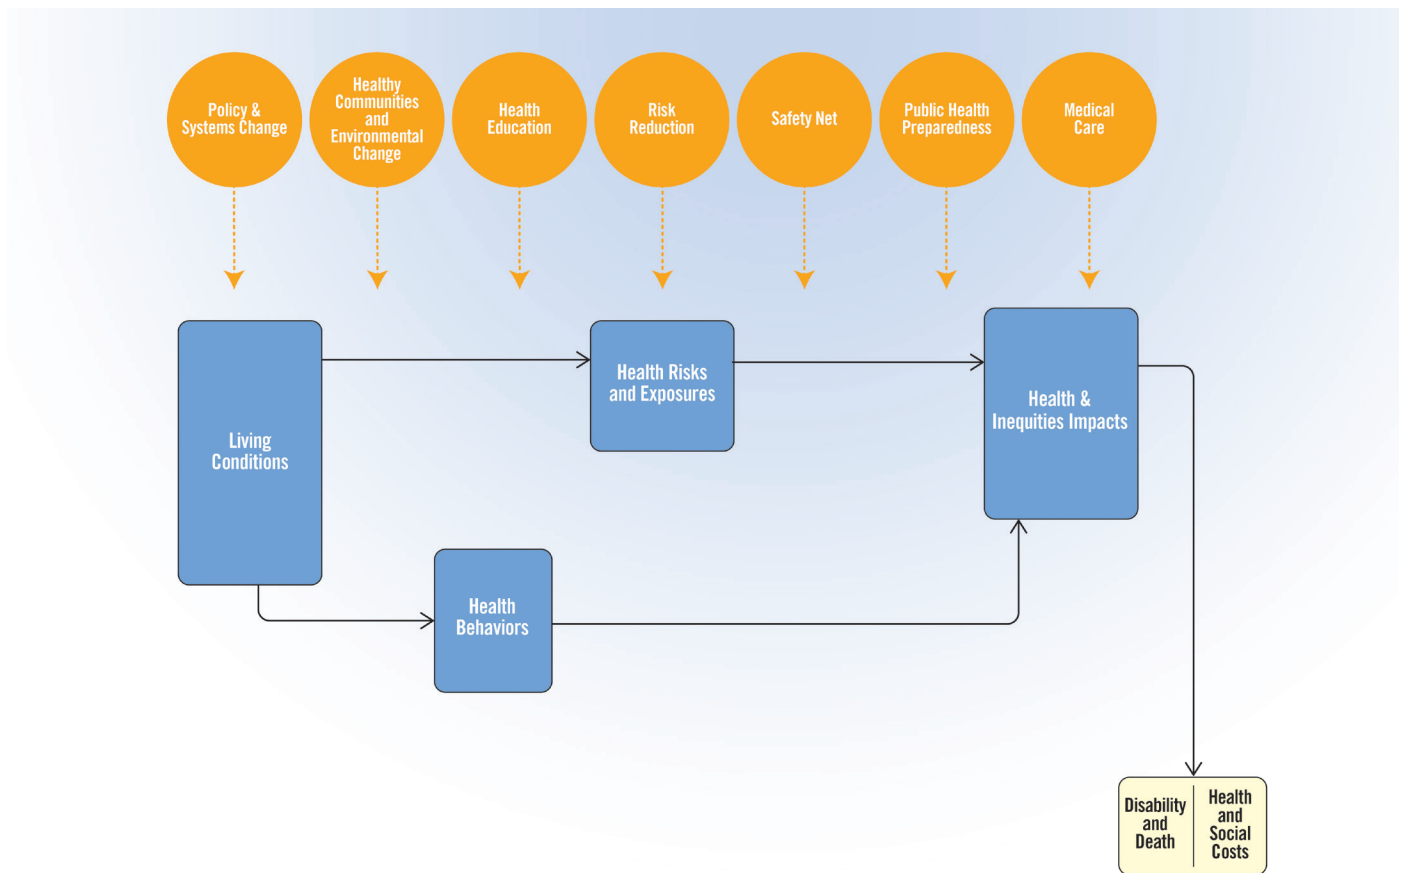 Policy &
Systems Change
Healthy
Communities
and
Environmental
Change
Health
Education
Risk
Reduction
Safety Net
Public Health
Preparedness
Medical
Care
Living
Conditions
Health Risks
and Exposures
Health &
Inequities Impacts
Health
Behaviors
Disability
and
Death
Health
and
Social
Costs